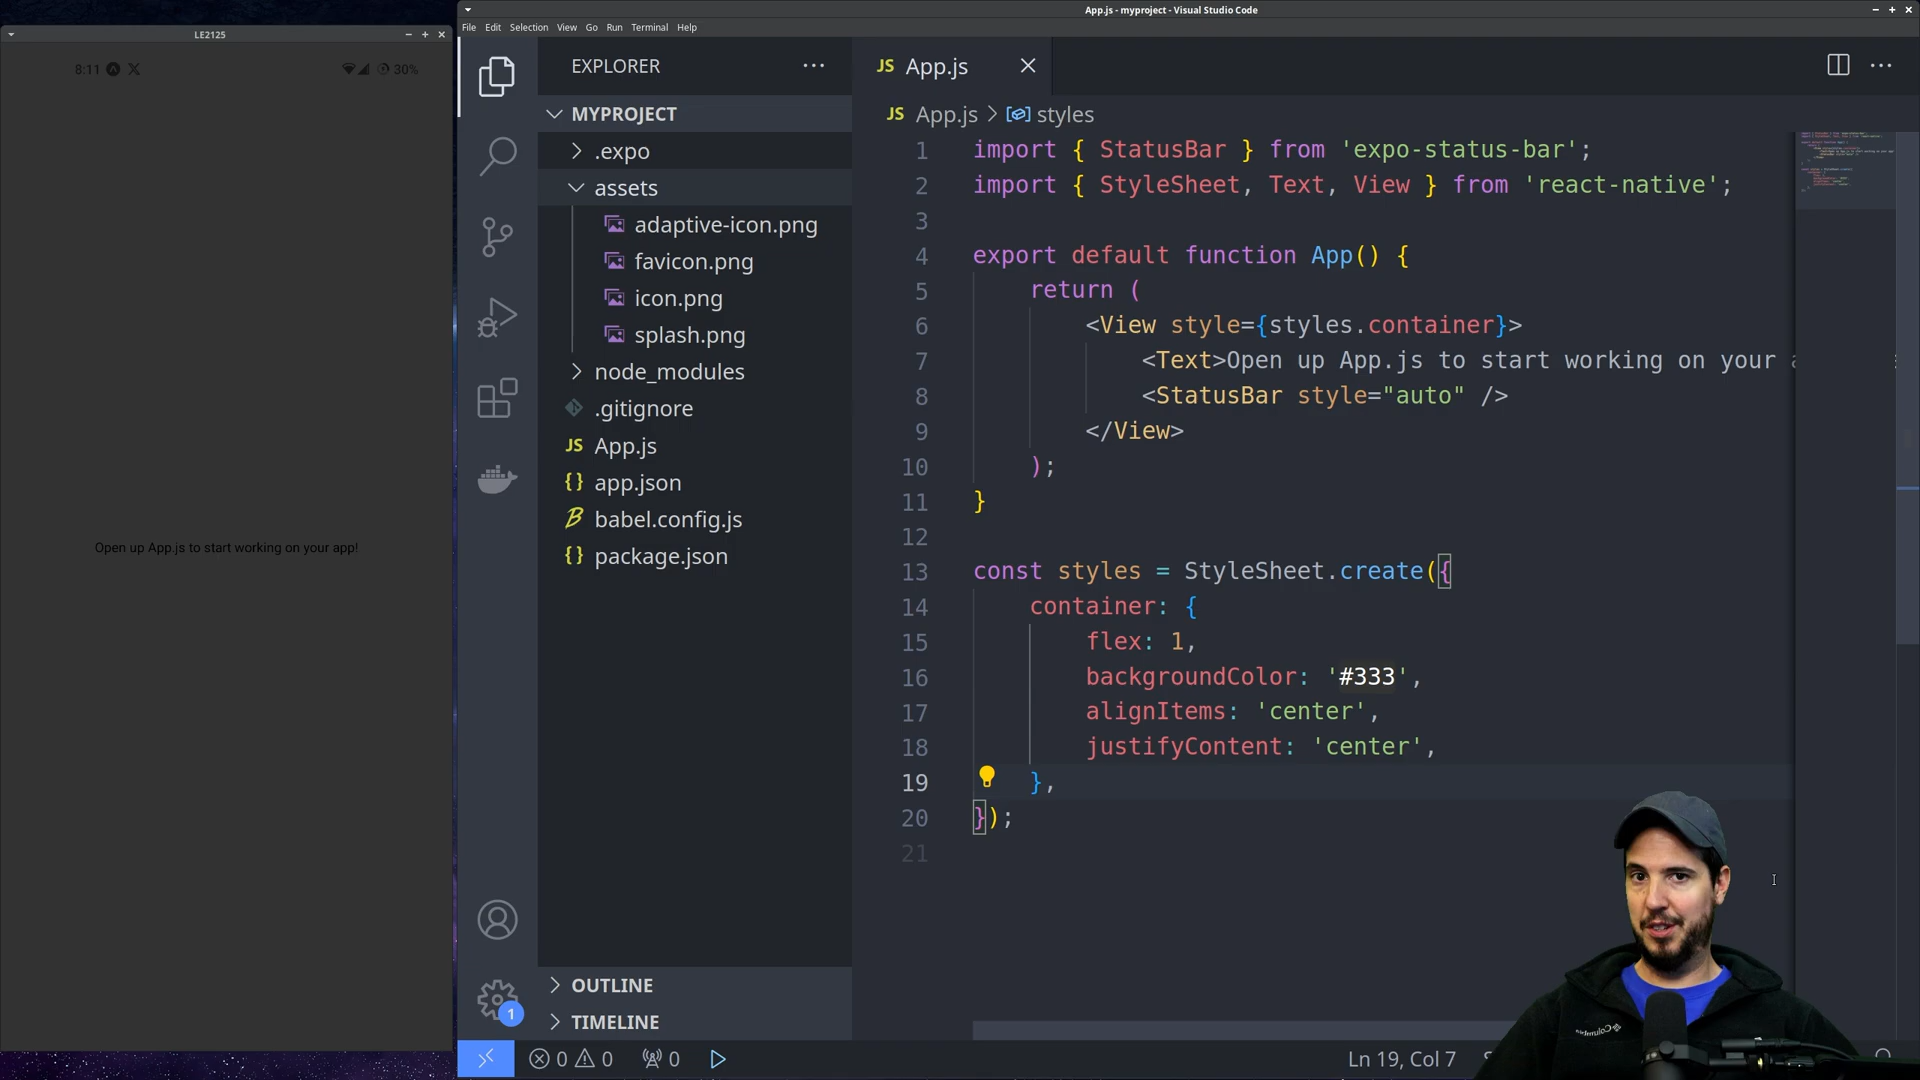 LE2125
8:11
30%
Open up App.js to start working on your app!
App.js - myproject - Visual Studio Code
File Edit Selection View Go Run Terminal Help
EXPLORER
MYPROJECT
.expo
assets
adaptive-icon.png
favicon.png
icon.png
splash.png
node_modules
.gitignore
JS App.js
{} app.json
babel.config.js
{} package.json
OUTLINE
TIMELINE
1
JS App.js
JS App.js > styles
1 import { StatusBar } from 'expo-status-bar';
2 import { StyleSheet, Text, View } from 'react-native';
3
4 export default function App() {
5 return (
6 <View style={styles.container}>
7 <Text>Open up App.js to start working on your
8 <StatusBar style="auto" />
9 </View>
10 );
11 }
12
13 const styles = StyleSheet.create({
14 container: {
15 flex: 1,
16 backgroundColor: '#333',
17 alignItems: 'center',
18 justifyContent: 'center',
19 },
20 });
21
Columbia
0 0 0
Ln 19, Col 7